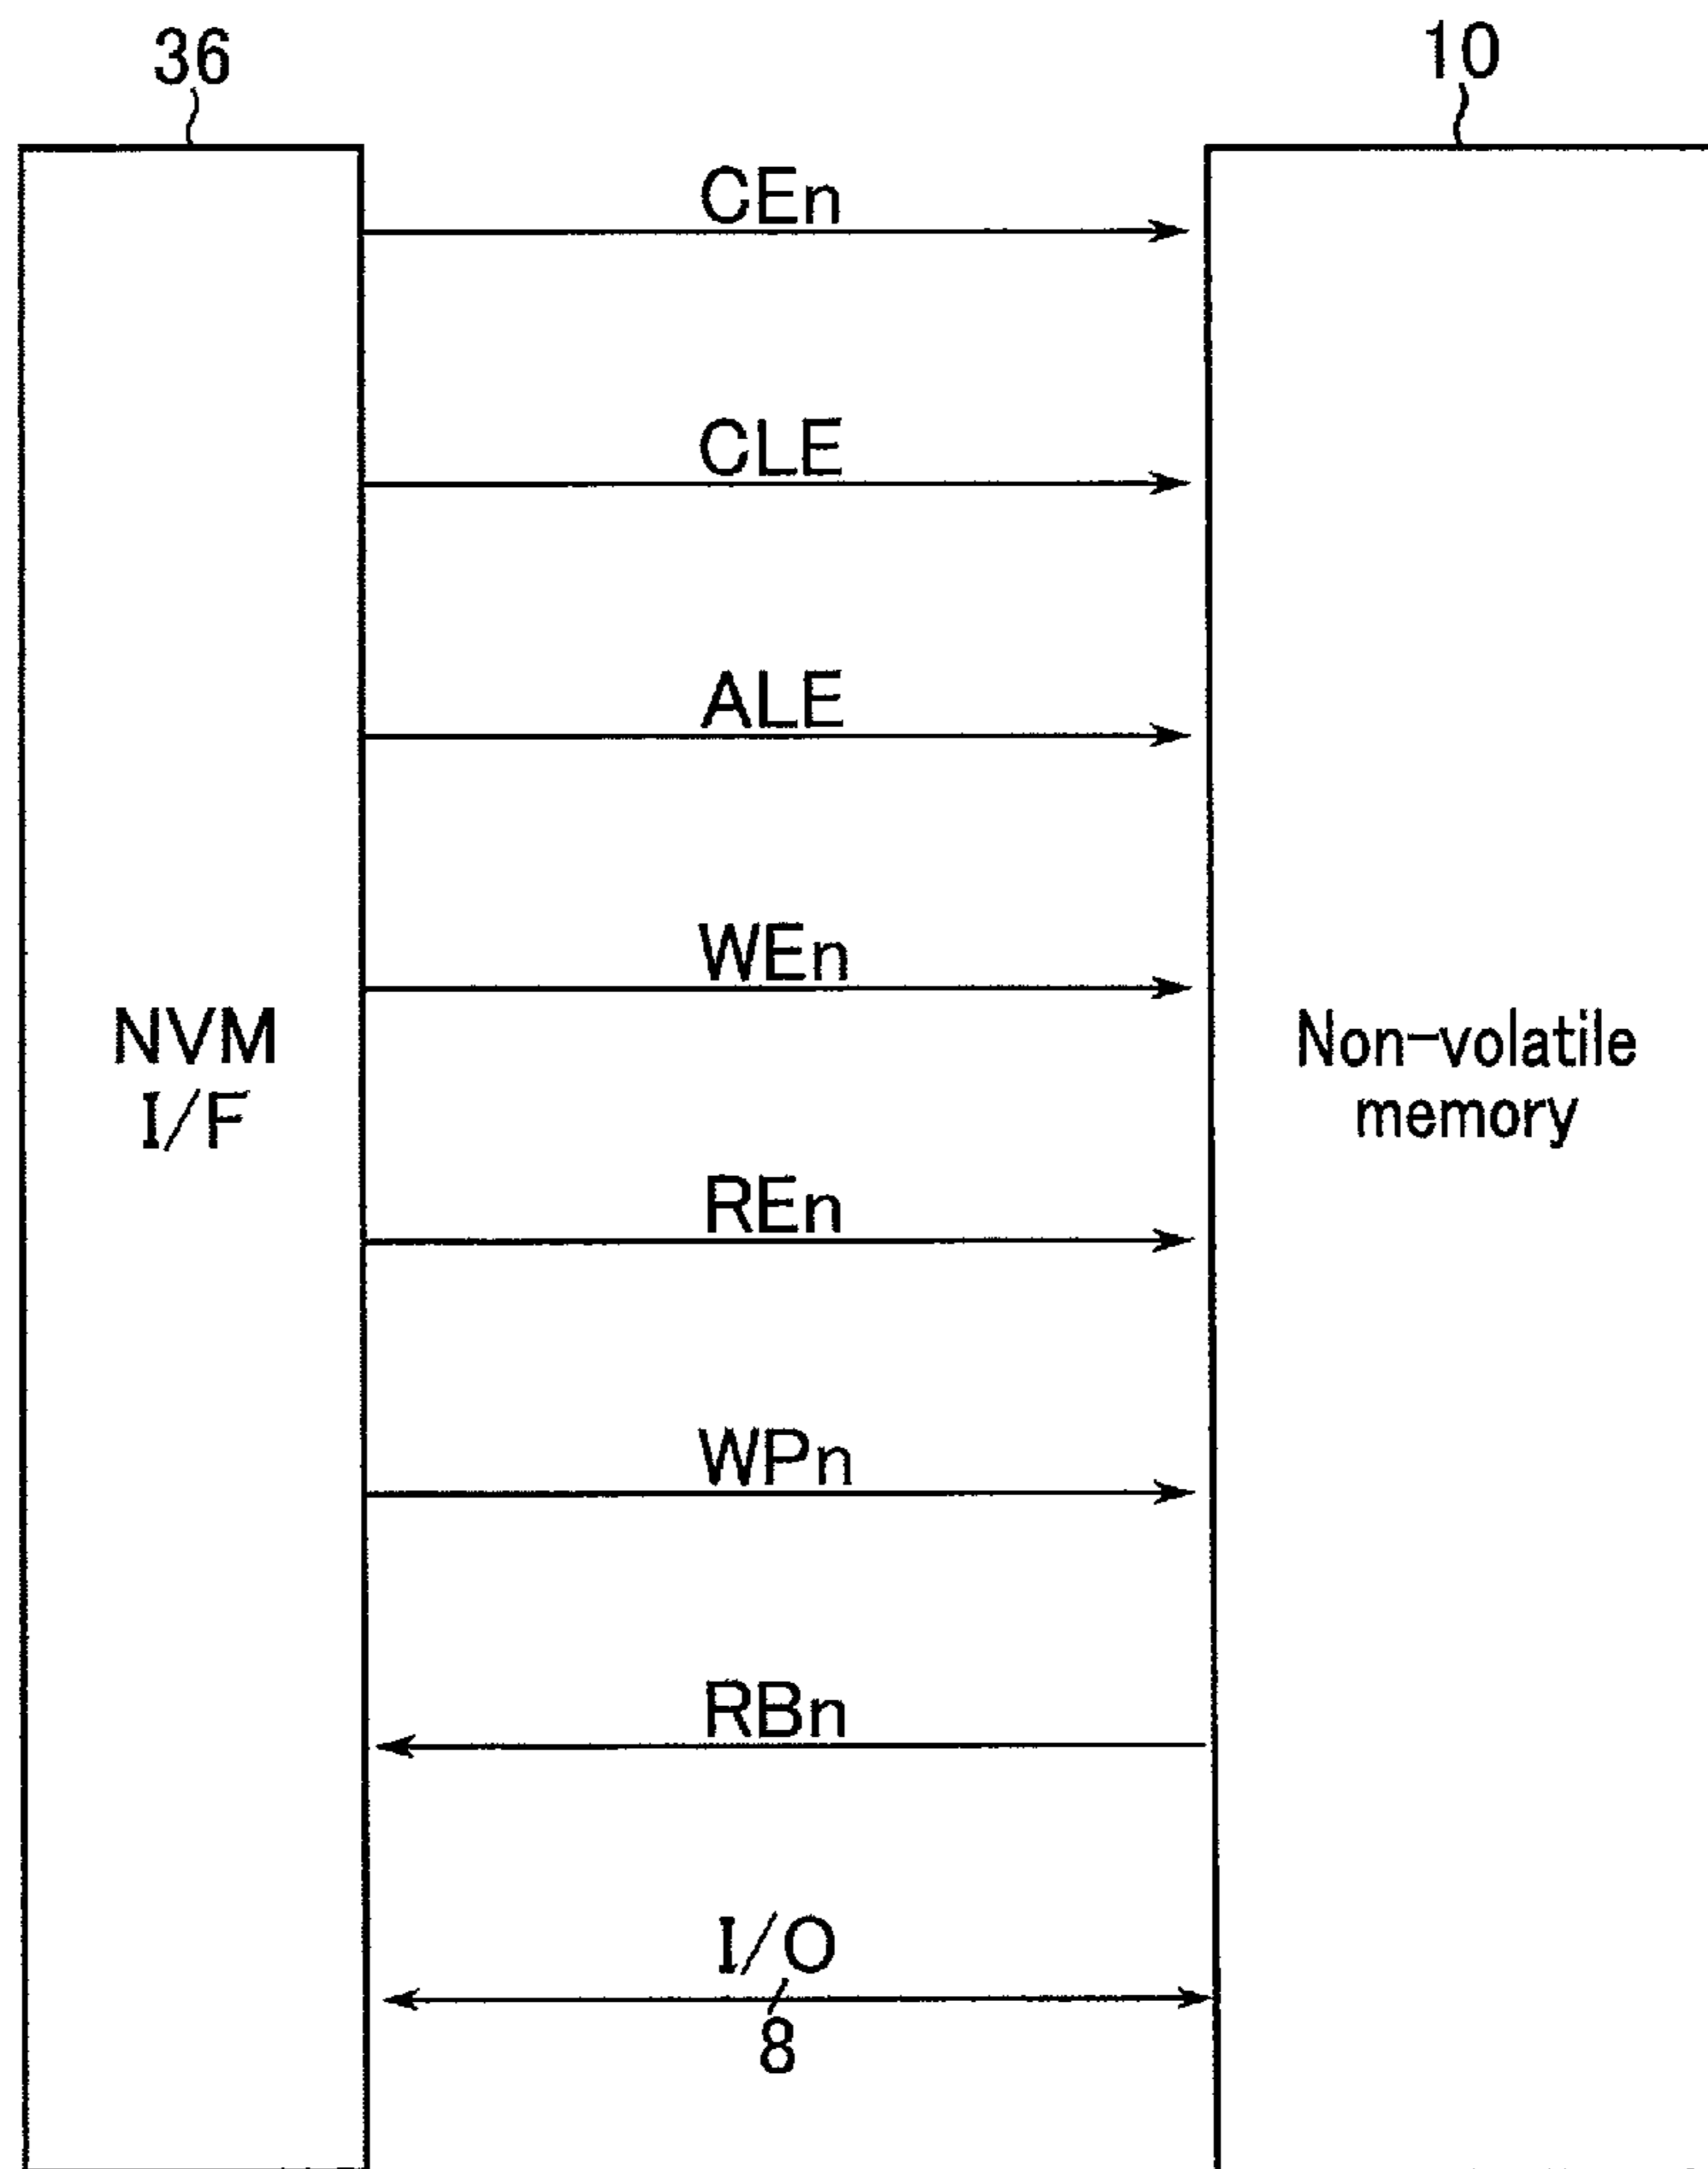 36
10
CEn
CLE
ALE
WEn
NVM
I/F
Non-volatile
memory
REn
WPn
RBn
I/O
8